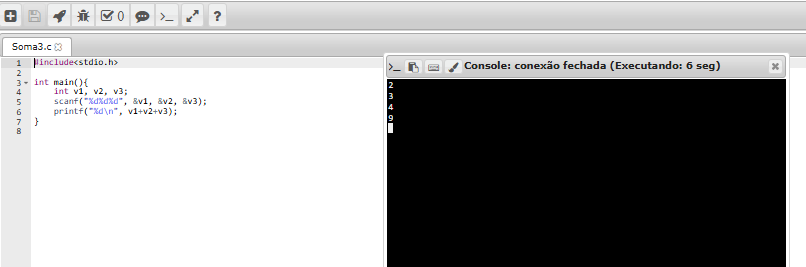 0
>_
?
Soma3.c
1 #include<stdio.h>
2
3 int main(){
4 int v1, v2, v3;
5 scanf("%d%d%d", &v1, &v2, &v3);
6 printf("%d\n", v1+v2+v3);
7 }
8
>_ Console: conexão fechada (Executando: 6 seg)
2
3
4
9